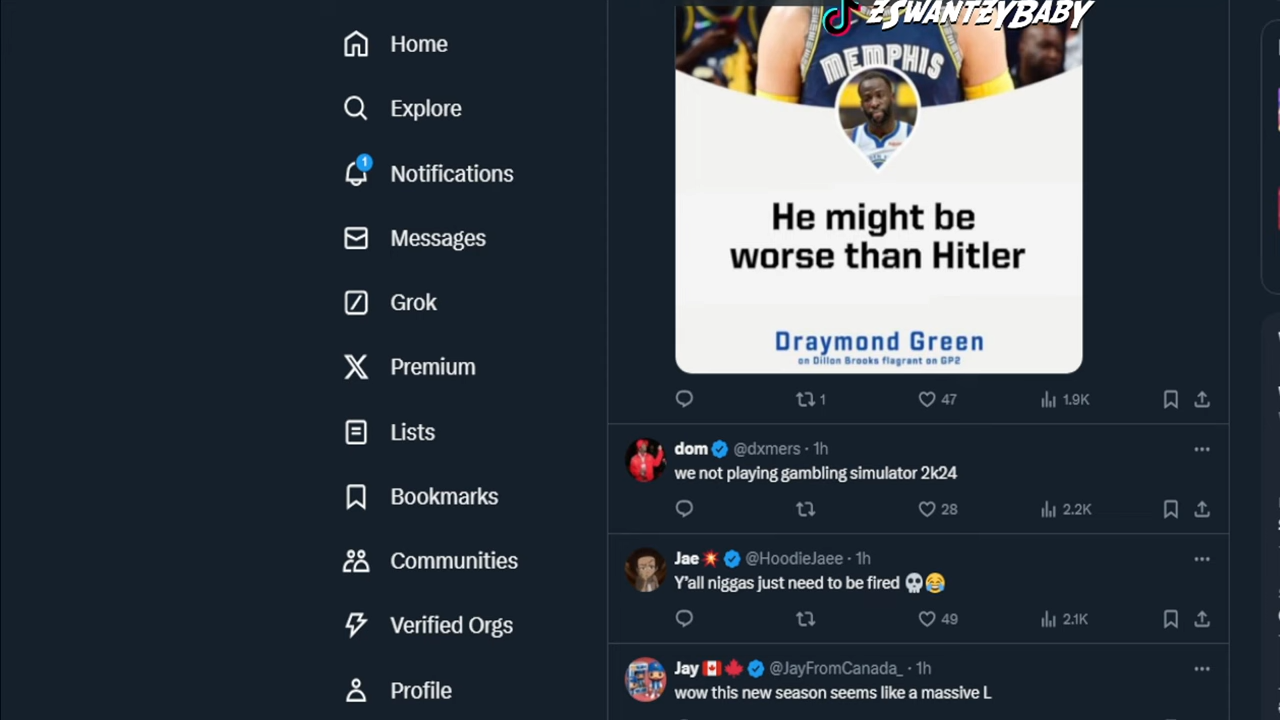 ZSWANTZYBABY
Home
Explore
1
Notifications
Messages
Grok
Premium
Lists
Bookmarks
Communities
Verified Orgs
Profile
MEMPHIS
He might be
worse than Hitler
Draymond Green
on Dillon Brooks flagrant on GP2
1 47 1.9K
dom @dxmers · 1h
we not playing gambling simulator 2k24
28 2.2K
Jae 💥 @HoodieJaee · 1h
Y'all niggas just need to be fired 💀😂
49 2.1K
Jay 🇨🇦🍁 @JayFromCanada_ · 1h
wow this new season seems like a massive L